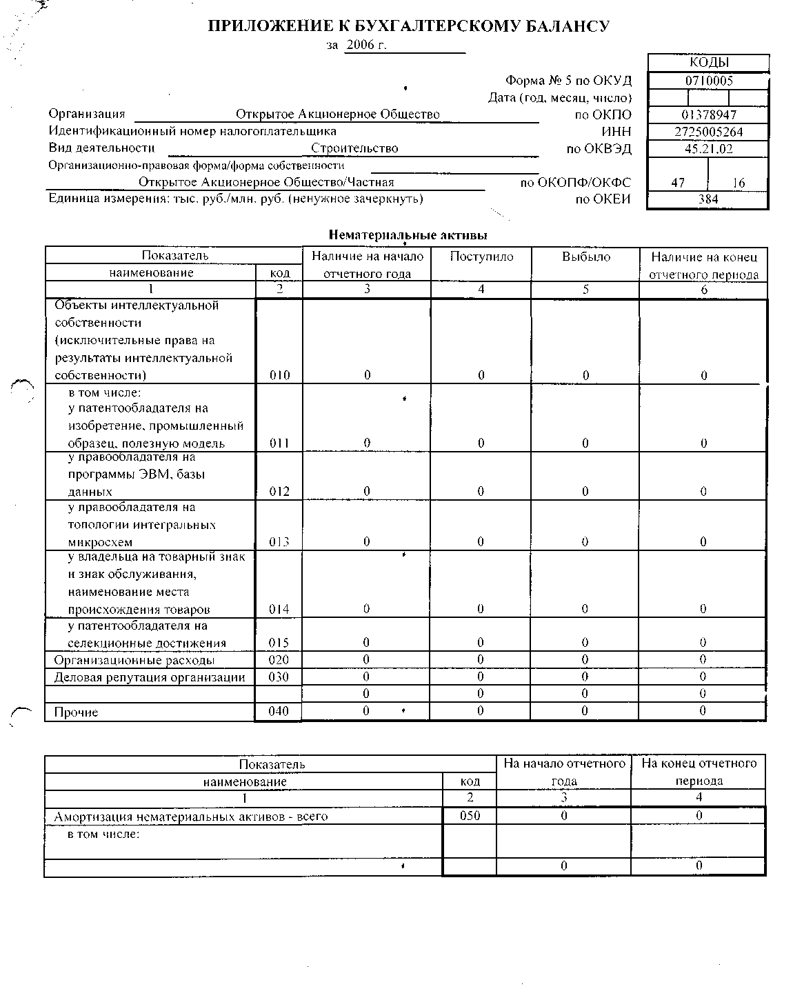 ПРИЛОЖЕНИЕ К БУХГАЛТЕРСКОМУ БАЛАНСУ
за 2006 г.
КОДЫ
Форма № 5 по ОКУД 0710005
Дата (год, месяц, число)
Организация Открытое Акционерное Общество по ОКПО 01378947
Идентификационный номер налогоплательщика ИНН 2725005264
Вид деятельности Строительство по ОКВЭД 45.21.02
Организационно-правовая форма/форма собственности
Открытое Акционерное Общество/Частная по ОКОПФ/ОКФС 47 16
Единица измерения: тыс. руб./млн. руб. (ненужное зачеркнуть) по ОКЕИ 384
Нематериальные активы
Показатель Наличие на начало Поступило Выбыло Наличие на конец
наименование код отчетного года отчетного периода
1 2 3 4 5 6
Объекты интеллектуальной
собственности
(исключительные права на
результаты интеллектуальной
собственности) 010 0 0 0 0
в том числе:
у патентообладателя на
изобретение, промышленный
образец, полезную модель 011 0 0 0 0
у правообладателя на
программы ЭВМ, базы
данных 012 0 0 0 0
у правообладателя на
топологии интегральных
микросхем 013 0 0 0 0
у владельца на товарный знак
и знак обслуживания,
наименование места
происхождения товаров 014 0 0 0 0
у патентообладателя на
селекционные достижения 015 0 0 0 0
Организационные расходы 020 0 0 0 0
Деловая репутация организации 030 0 0 0 0
0 0 0 0
Прочие 040 0 0 0 0
Показатель На начало отчетного На конец отчетного
наименование код года периода
1 2 3 4
Амортизация нематериальных активов - всего 050 0 0
в том числе:
0 0